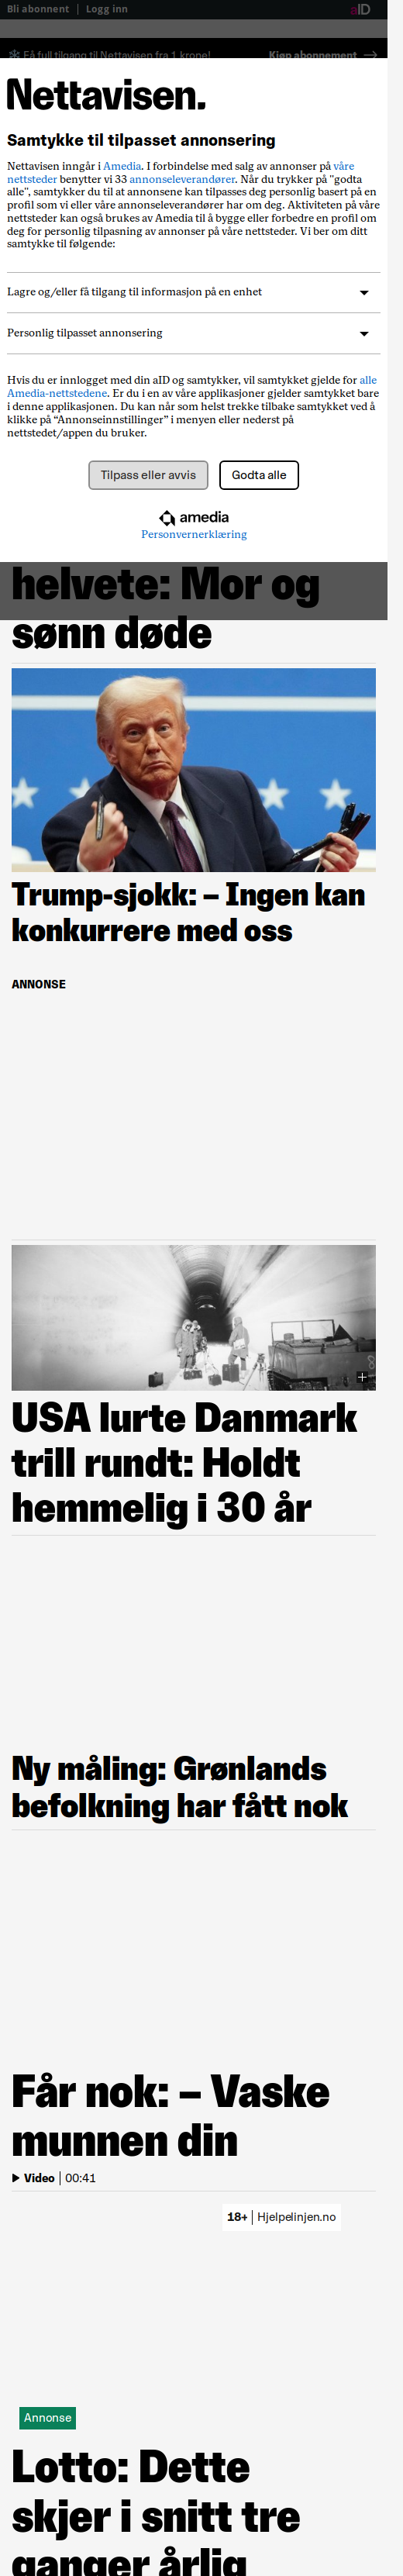 Bli abonnent | Logg inn
aID
Få full tilgang til Nettavisen fra 1 krone!
Kjøp abonnement →
Nettavisen.
Samtykke til tilpasset annonsering
Nettavisen inngår i Amedia. I forbindelse med salg av annonser på våre
nettsteder benytter vi 33 annonseleverandører. Når du trykker på "godta
alle", samtykker du til at annonsene kan tilpasses deg personlig basert på en
profil som vi eller våre annonseleverandører har om deg. Aktiviteten på våre
nettsteder kan også brukes av Amedia til å bygge eller forbedre en profil om
deg for personlig tilpasning av annonser på våre nettsteder. Vi ber om ditt
samtykke til følgende:
Lagre og/eller få tilgang til informasjon på en enhet
Personlig tilpasset annonsering
Hvis du er innlogget med din aID og samtykker, vil samtykket gjelde for alle
Amedia-nettstedene. Er du i en av våre applikasjoner gjelder samtykket bare
i denne applikasjonen. Du kan når som helst trekke tilbake samtykket ved å
klikke på “Annonseinnstillinger” i menyen eller nederst på
nettstedet/appen du bruker.
Tilpass eller avvis
Godta alle
amedia
Personvernerklæring
helvete: Mor og
sønn døde
Trump-sjokk: – Ingen kan
konkurrere med oss
ANNONSE
USA lurte Danmark
trill rundt: Holdt
hemmelig i 30 år
Ny måling: Grønlands
befolkning har fått nok
Får nok: – Vaske
munnen din
Video | 00:41
18+ | Hjelpelinjen.no
Annonse
Lotto: Dette
skjer i snitt tre
ganger årlig